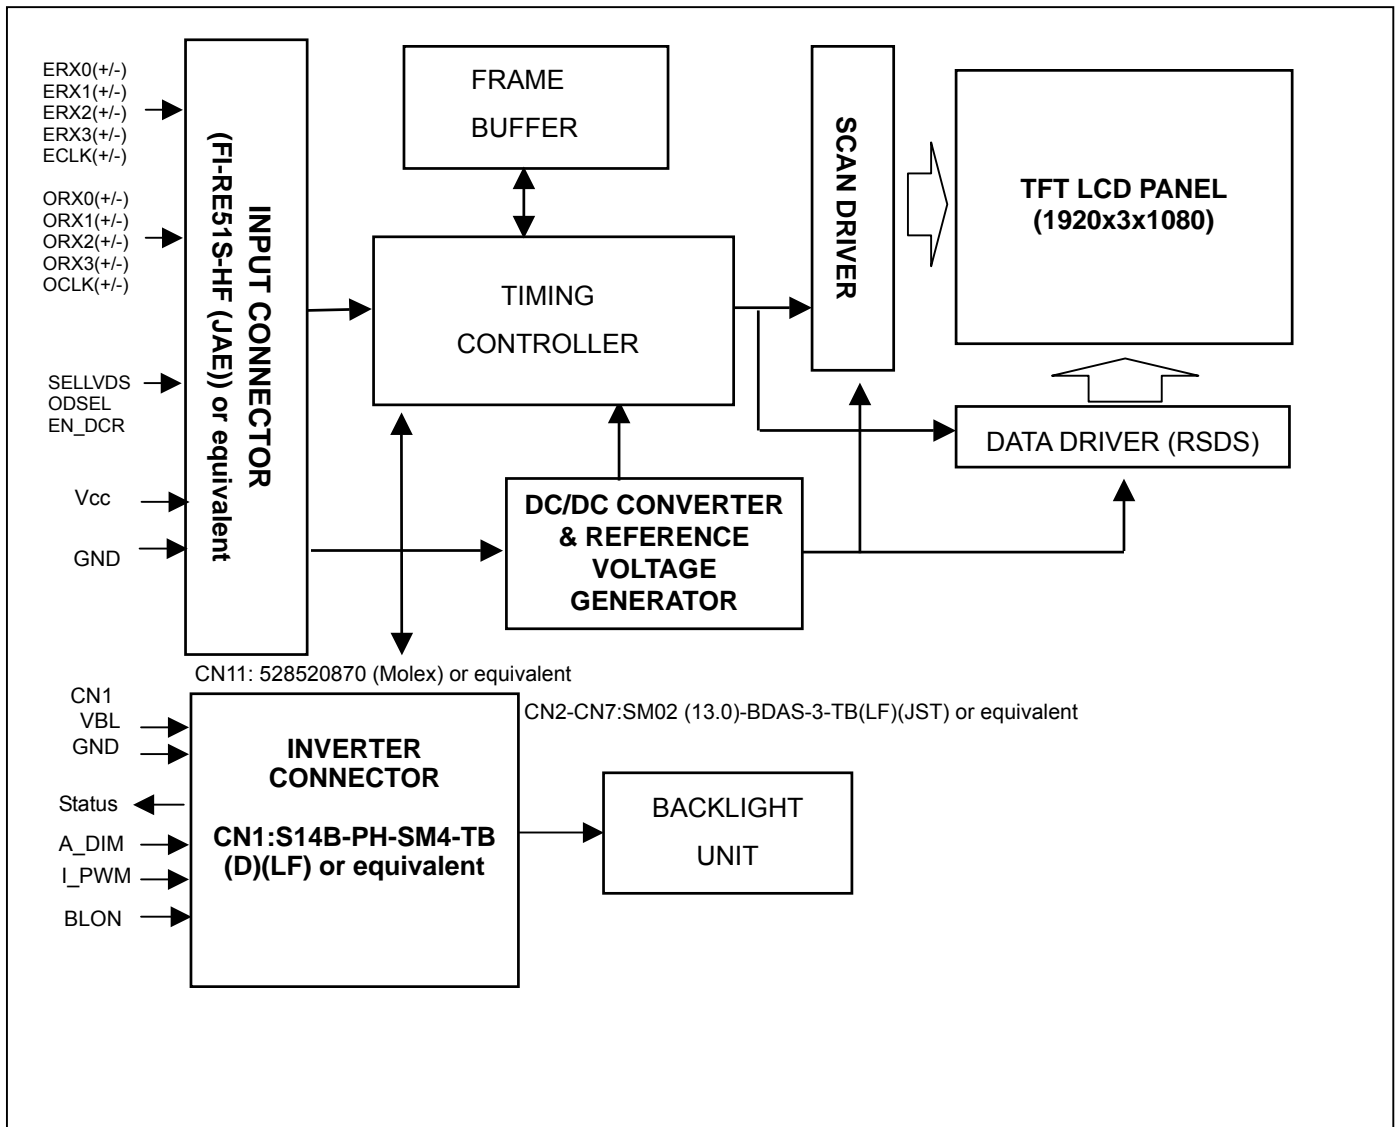 ERX0(+/-)
ERX1(+/-)
ERX2(+/-)
ERX3(+/-)
ECLK(+/-)
ORX0(+/-)
ORX1(+/-)
ORX2(+/-)
ORX3(+/-)
OCLK(+/-)
SELLVDS
ODSEL
EN_DCR
Vcc
GND
INPUT CONNECTOR
(FI-RE51S-HF (JAE)) or equivalent
FRAME
BUFFER
TIMING
CONTROLLER
SCAN DRIVER
TFT LCD PANEL
(1920x3x1080)
DATA DRIVER (RSDS)
DC/DC CONVERTER
& REFERENCE
VOLTAGE
GENERATOR
CN11: 528520870 (Molex) or equivalent
CN2-CN7:SM02 (13.0)-BDAS-3-TB(LF)(JST) or equivalent
CN1
VBL
GND
Status
A_DIM
I_PWM
BLON
INVERTER
CONNECTOR
CN1:S14B-PH-SM4-TB
(D)(LF) or equivalent
BACKLIGHT
UNIT